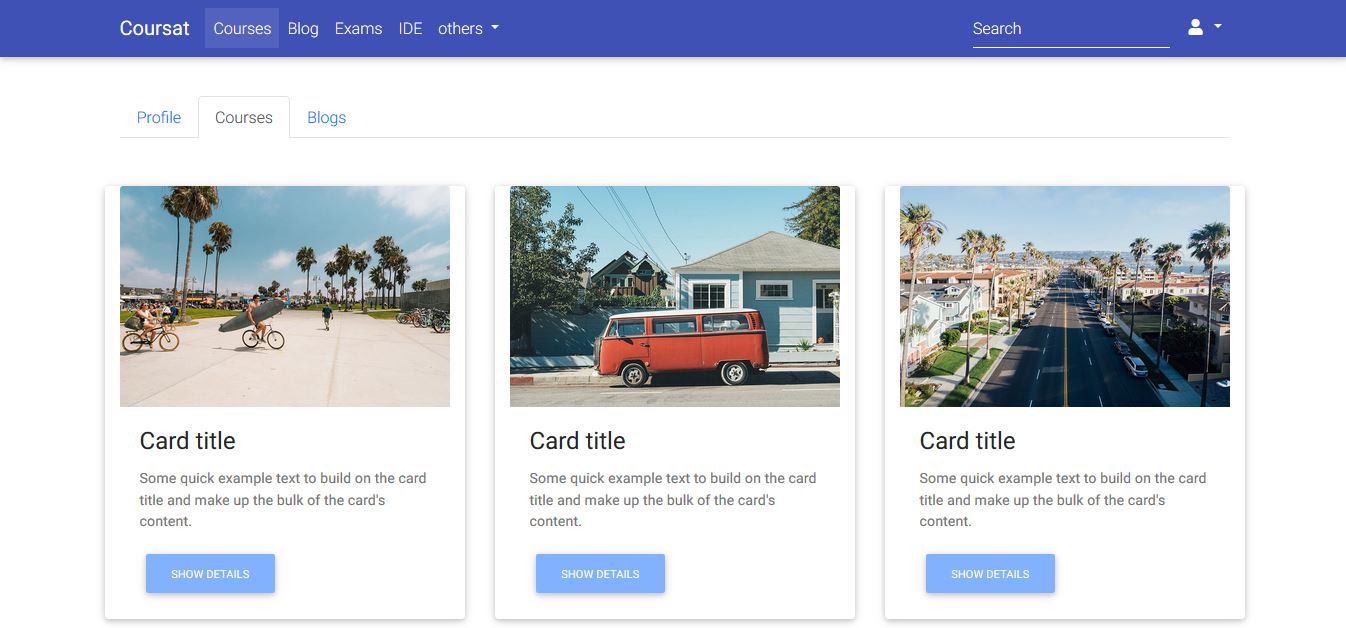 Coursat Courses Blog Exams IDE others Search
Profile Courses Blogs
Card title
Some quick example text to build on the card
title and make up the bulk of the card's
content.
SHOW DETAILS
Card title
Some quick example text to build on the card
title and make up the bulk of the card's
content.
SHOW DETAILS
Card title
Some quick example text to build on the card
title and make up the bulk of the card's
content.
SHOW DETAILS